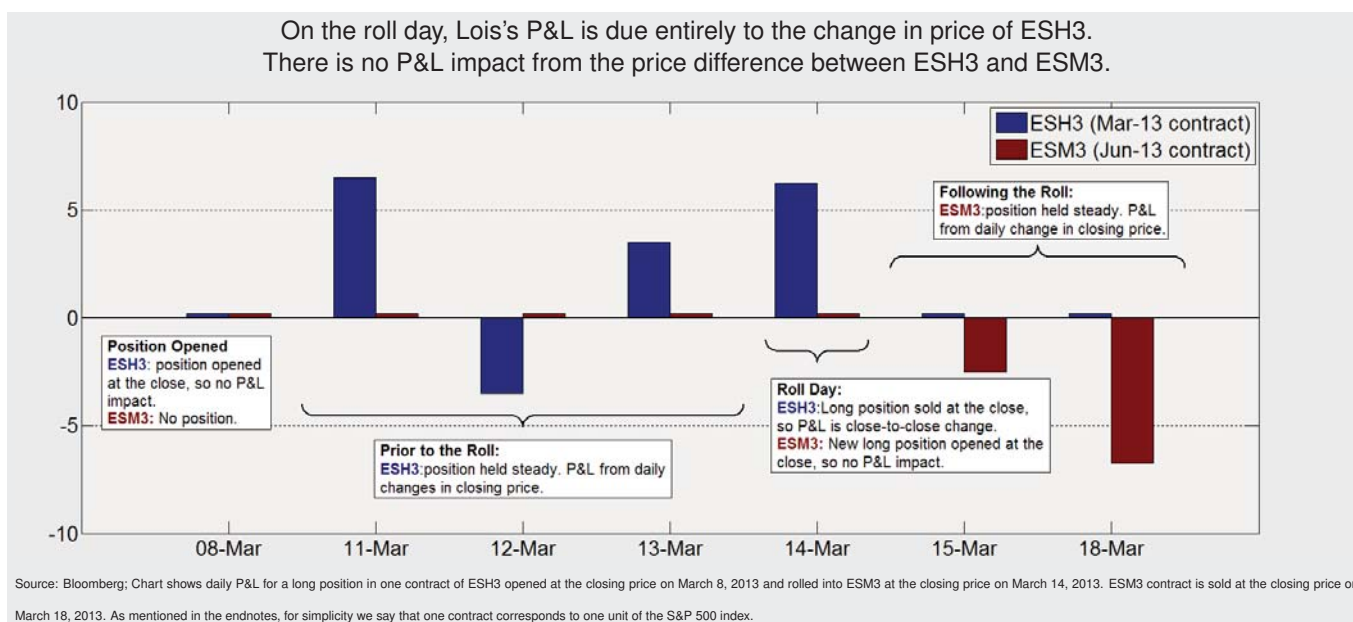 On the roll day, Lois's P&L is due entirely to the change in price of ESH3.
There is no P&L impact from the price difference between ESH3 and ESM3.
10
5
0
-5
-10
ESH3 (Mar-13 contract)
ESM3 (Jun-13 contract)
Following the Roll:
ESM3:position held steady. P&L
from daily change in closing price.
Position Opened
ESH3: position opened
at the close, so no P&L
impact.
ESM3: No position.
Prior to the Roll:
ESH3:position held steady. P&L from daily
changes in closing price.
Roll Day:
ESH3:Long position sold at the close,
so P&L is close-to-close change.
ESM3: New long position opened at the
close, so no P&L impact.
08-Mar 11-Mar 12-Mar 13-Mar 14-Mar 15-Mar 18-Mar
Source: Bloomberg; Chart shows daily P&L for a long position in one contract of ESH3 opened at the closing price on March 8, 2013 and rolled into ESM3 at the closing price on March 14, 2013. ESM3 contract is sold at the closing price
March 18, 2013. As mentioned in the endnotes, for simplicity we say that one contract corresponds to one unit of the S&P 500 index.